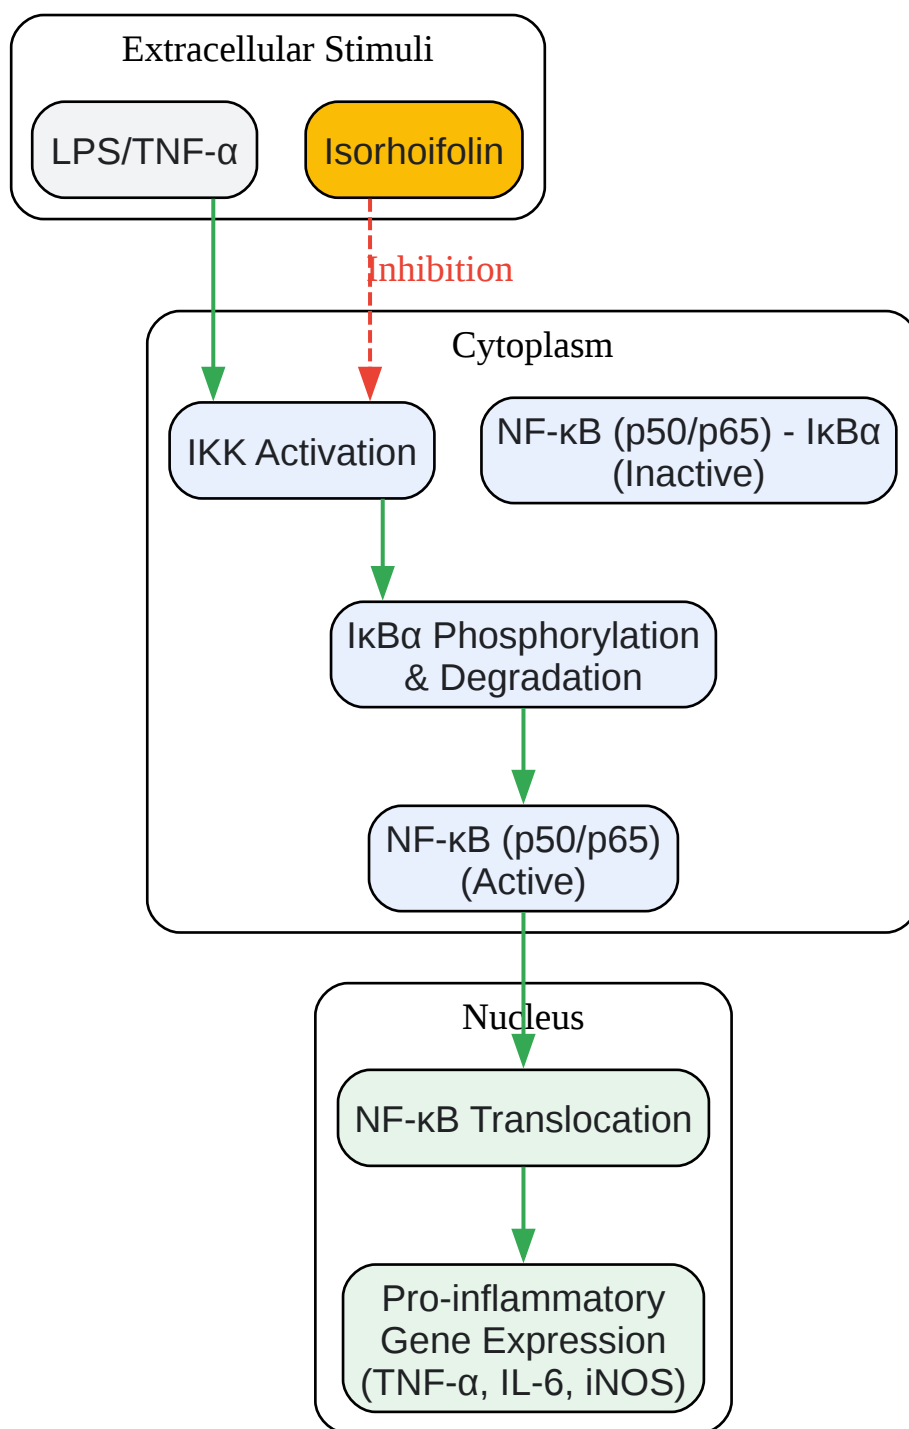 Extracellular Stimuli
LPS/TNF-α
Isorhoifolin
Inhibition
Cytoplasm
IKK Activation
NF-κB (p50/p65) - IκBα
(Inactive)
IκBα Phosphorylation
& Degradation
NF-κB (p50/p65)
(Active)
Nucleus
NF-κB Translocation
Pro-inflammatory
Gene Expression
(TNF-α, IL-6, iNOS)